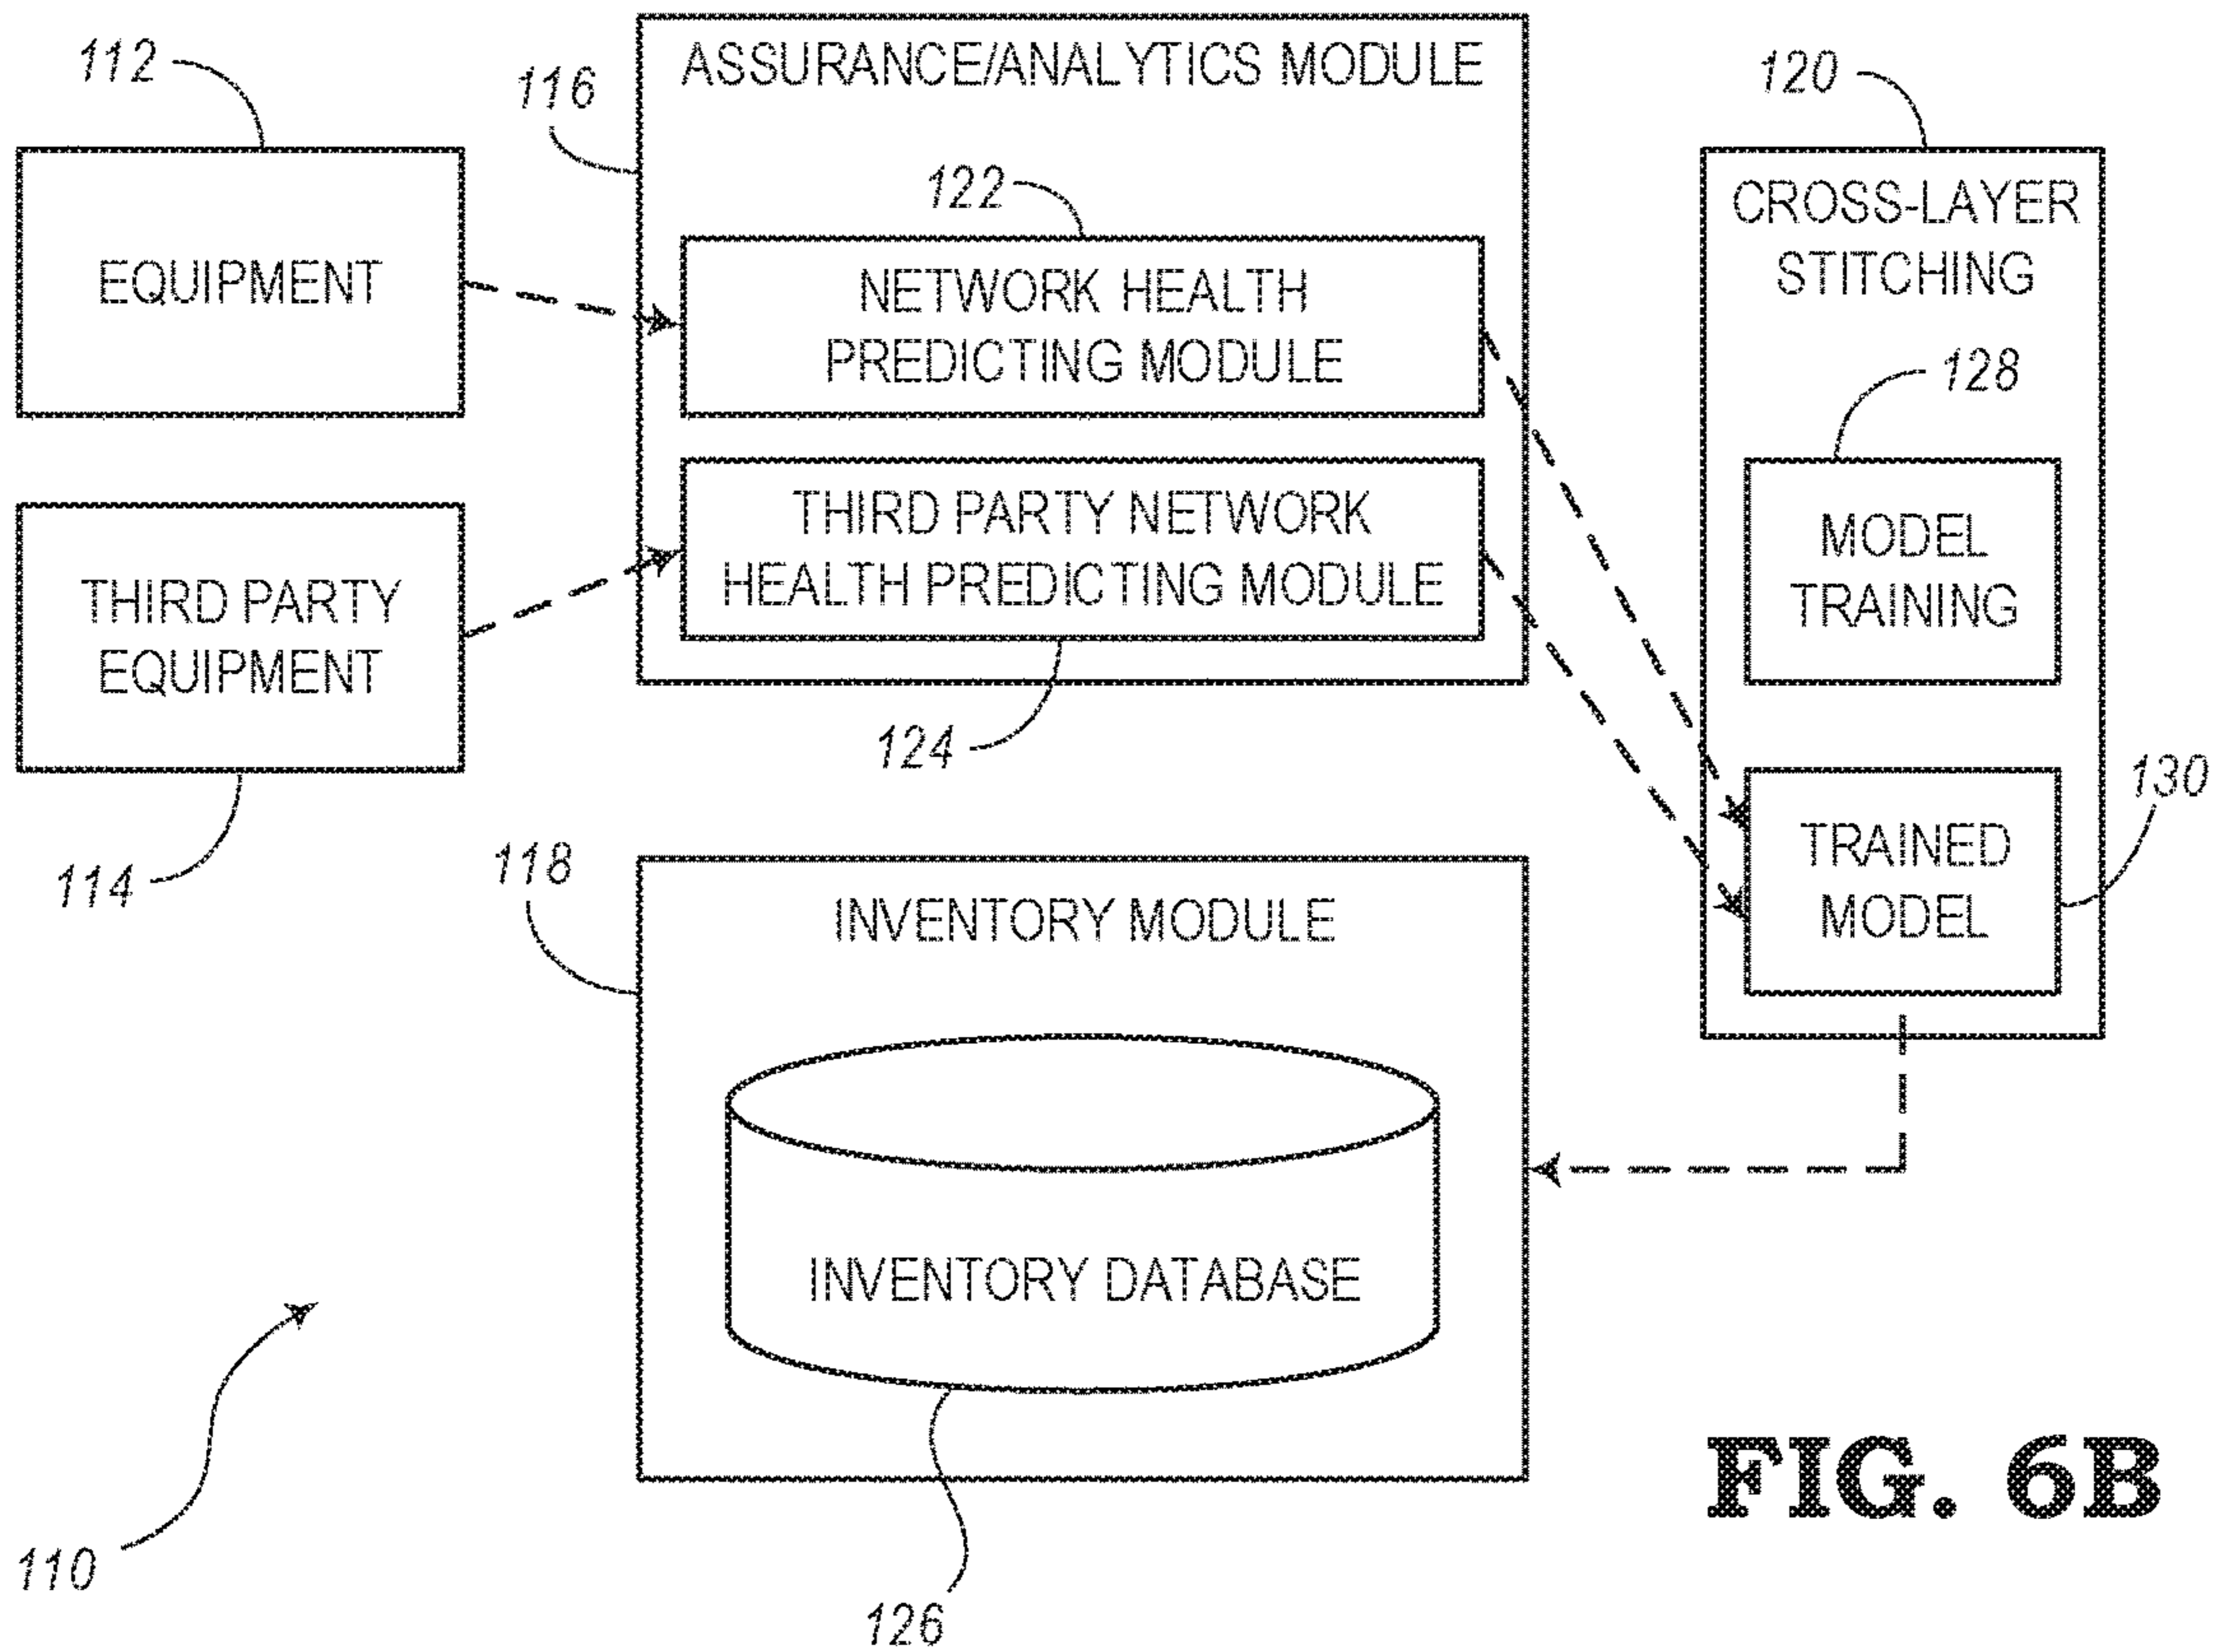 112
116
ASSURANCE/ANALYTICS MODULE
120
EQUIPMENT
122
NETWORK HEALTH
PREDICTING MODULE
CROSS-LAYER
STITCHING
128
THIRD PARTY
EQUIPMENT
114
THIRD PARTY NETWORK
HEALTH PREDICTING MODULE
124
MODEL
TRAINING
130
TRAINED
MODEL
118
INVENTORY MODULE
INVENTORY DATABASE
126
110
FIG. 6B